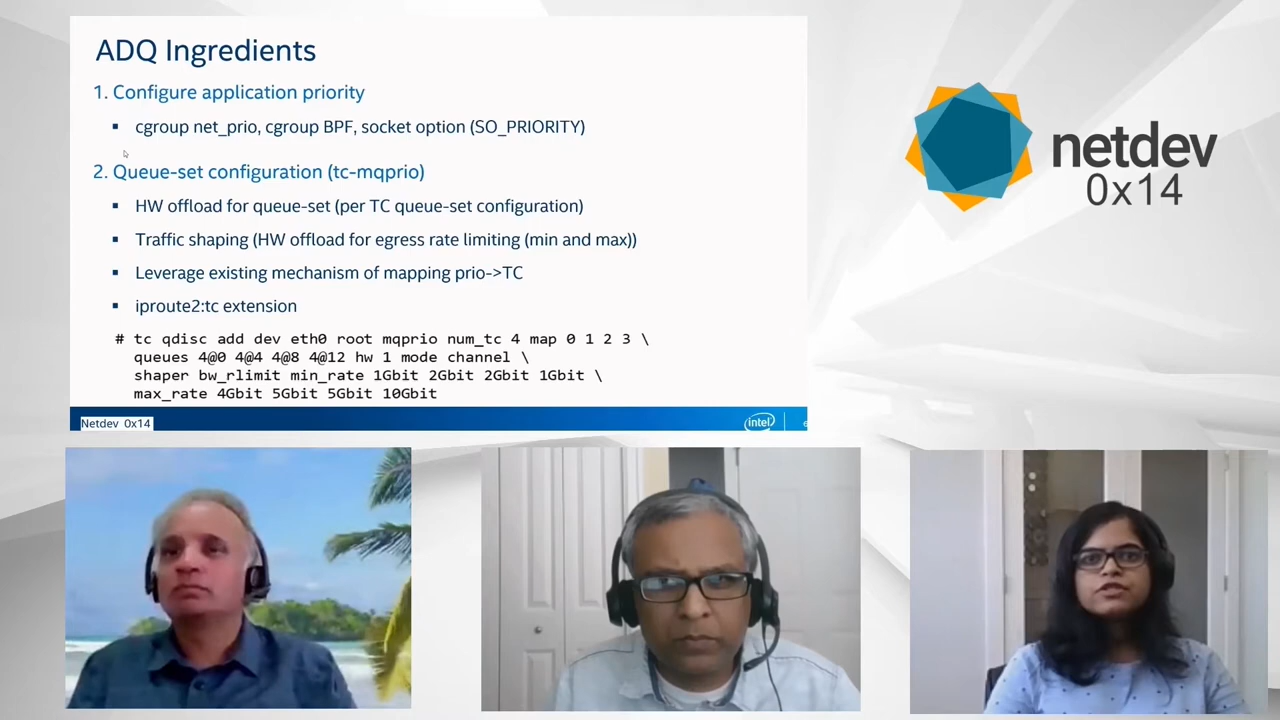 ADQ Ingredients
1. Configure application priority
▪ cgroup net_prio, cgroup BPF, socket option (SO_PRIORITY)
2. Queue-set configuration (tc-mqprio)
▪ HW offload for queue-set (per TC queue-set configuration)
▪ Traffic shaping (HW offload for egress rate limiting (min and max))
▪ Leverage existing mechanism of mapping prio->TC
▪ iproute2:tc extension
# tc qdisc add dev eth0 root mqprio num_tc 4 map 0 1 2 3 \
queues 4@0 4@4 4@8 4@12 hw 1 mode channel \
shaper bw_rlimit min_rate 1Gbit 2Gbit 2Gbit 1Gbit \
max_rate 4Gbit 5Gbit 5Gbit 10Gbit
Netdev 0x14
intel
netdev
0x14